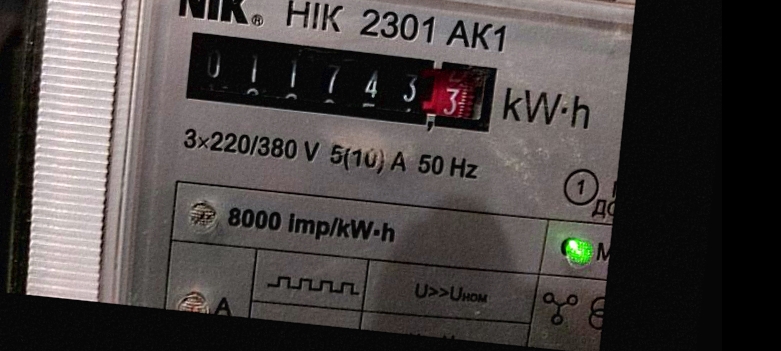 NIK® НІК 2301 АК1
0 1 1 7 4 3 3 kW·h
3×220/380 V 5(10) A 50 Hz
1
8000 imp/kW·h
М
A
U>>Uном